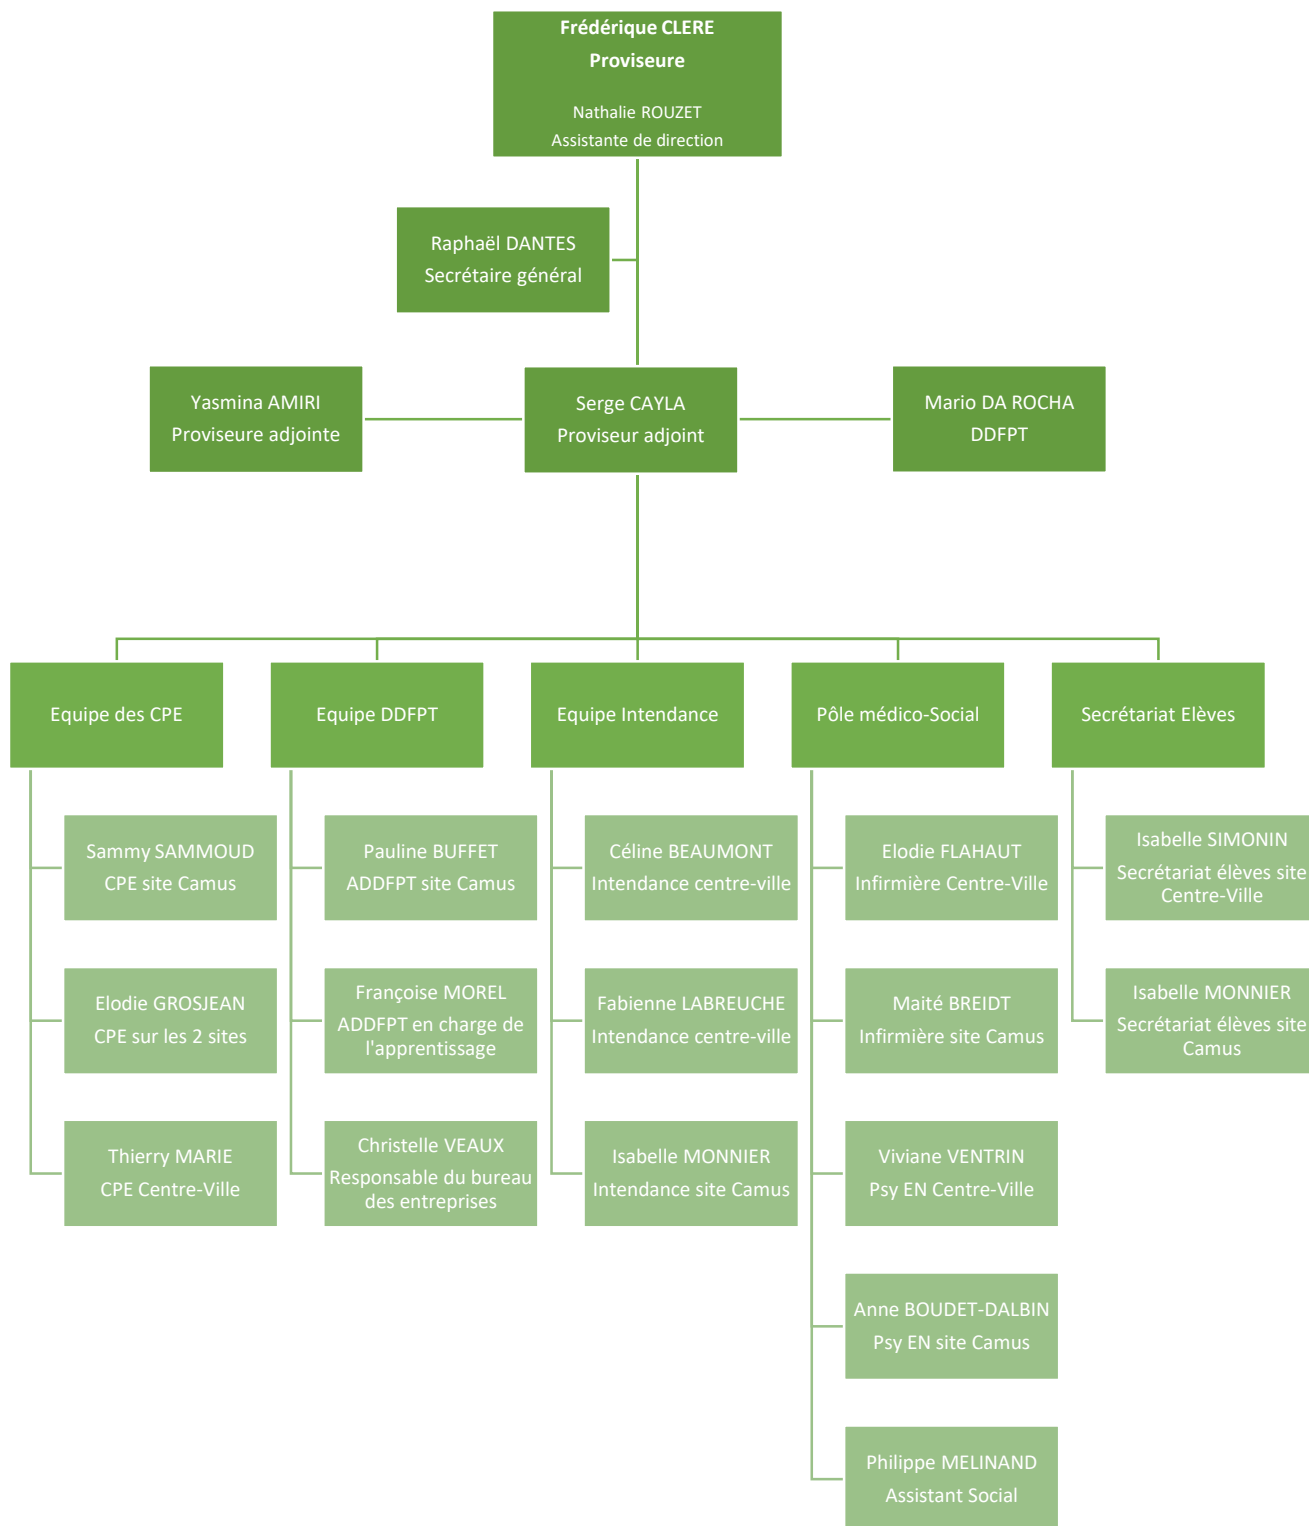 Frédérique CLERE
Proviseure
Nathalie ROUZET
Assistante de direction
Raphaël DANTES
Secrétaire général
Yasmina AMIRI
Proviseure adjointe
Serge CAYLA
Proviseur adjoint
Mario DA ROCHA
DDFPT
Equipe des CPE
Equipe DDFPT
Equipe Intendance
Pôle médico-Social
Secrétariat Elèves
Sammy SAMMOUD
CPE site Camus
Elodie GROSJEAN
CPE sur les 2 sites
Thierry MARIE
CPE Centre-Ville
Pauline BUFFET
ADDFPT site Camus
Françoise MOREL
ADDFPT en charge de
l'apprentissage
Christelle VEAUX
Responsable du bureau
des entreprises
Céline BEAUMONT
Intendance centre-ville
Fabienne LABREUCHE
Intendance centre-ville
Isabelle MONNIER
Intendance site Camus
Elodie FLAHAUT
Infirmière Centre-Ville
Maité BREIDT
Infirmière site Camus
Viviane VENTRIN
Psy EN Centre-Ville
Anne BOUDET-DALBIN
Psy EN site Camus
Philippe MELINAND
Assistant Social
Isabelle SIMONIN
Secrétariat élèves site
Centre-Ville
Isabelle MONNIER
Secrétariat élèves site
Camus